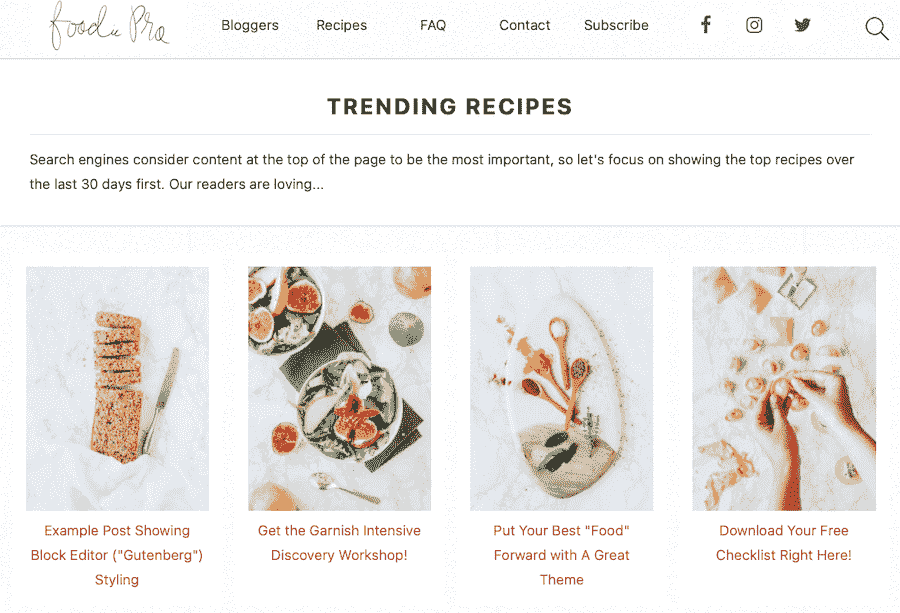 foodie Pro
Bloggers Recipes FAQ Contact Subscribe
TRENDING RECIPES
Search engines consider content at the top of the page to be the most important, so let's focus on showing the top recipes over
the last 30 days first. Our readers are loving...
Example Post Showing
Block Editor ("Gutenberg")
Styling
Get the Garnish Intensive
Discovery Workshop!
Put Your Best "Food"
Forward with A Great
Theme
Download Your Free
Checklist Right Here!